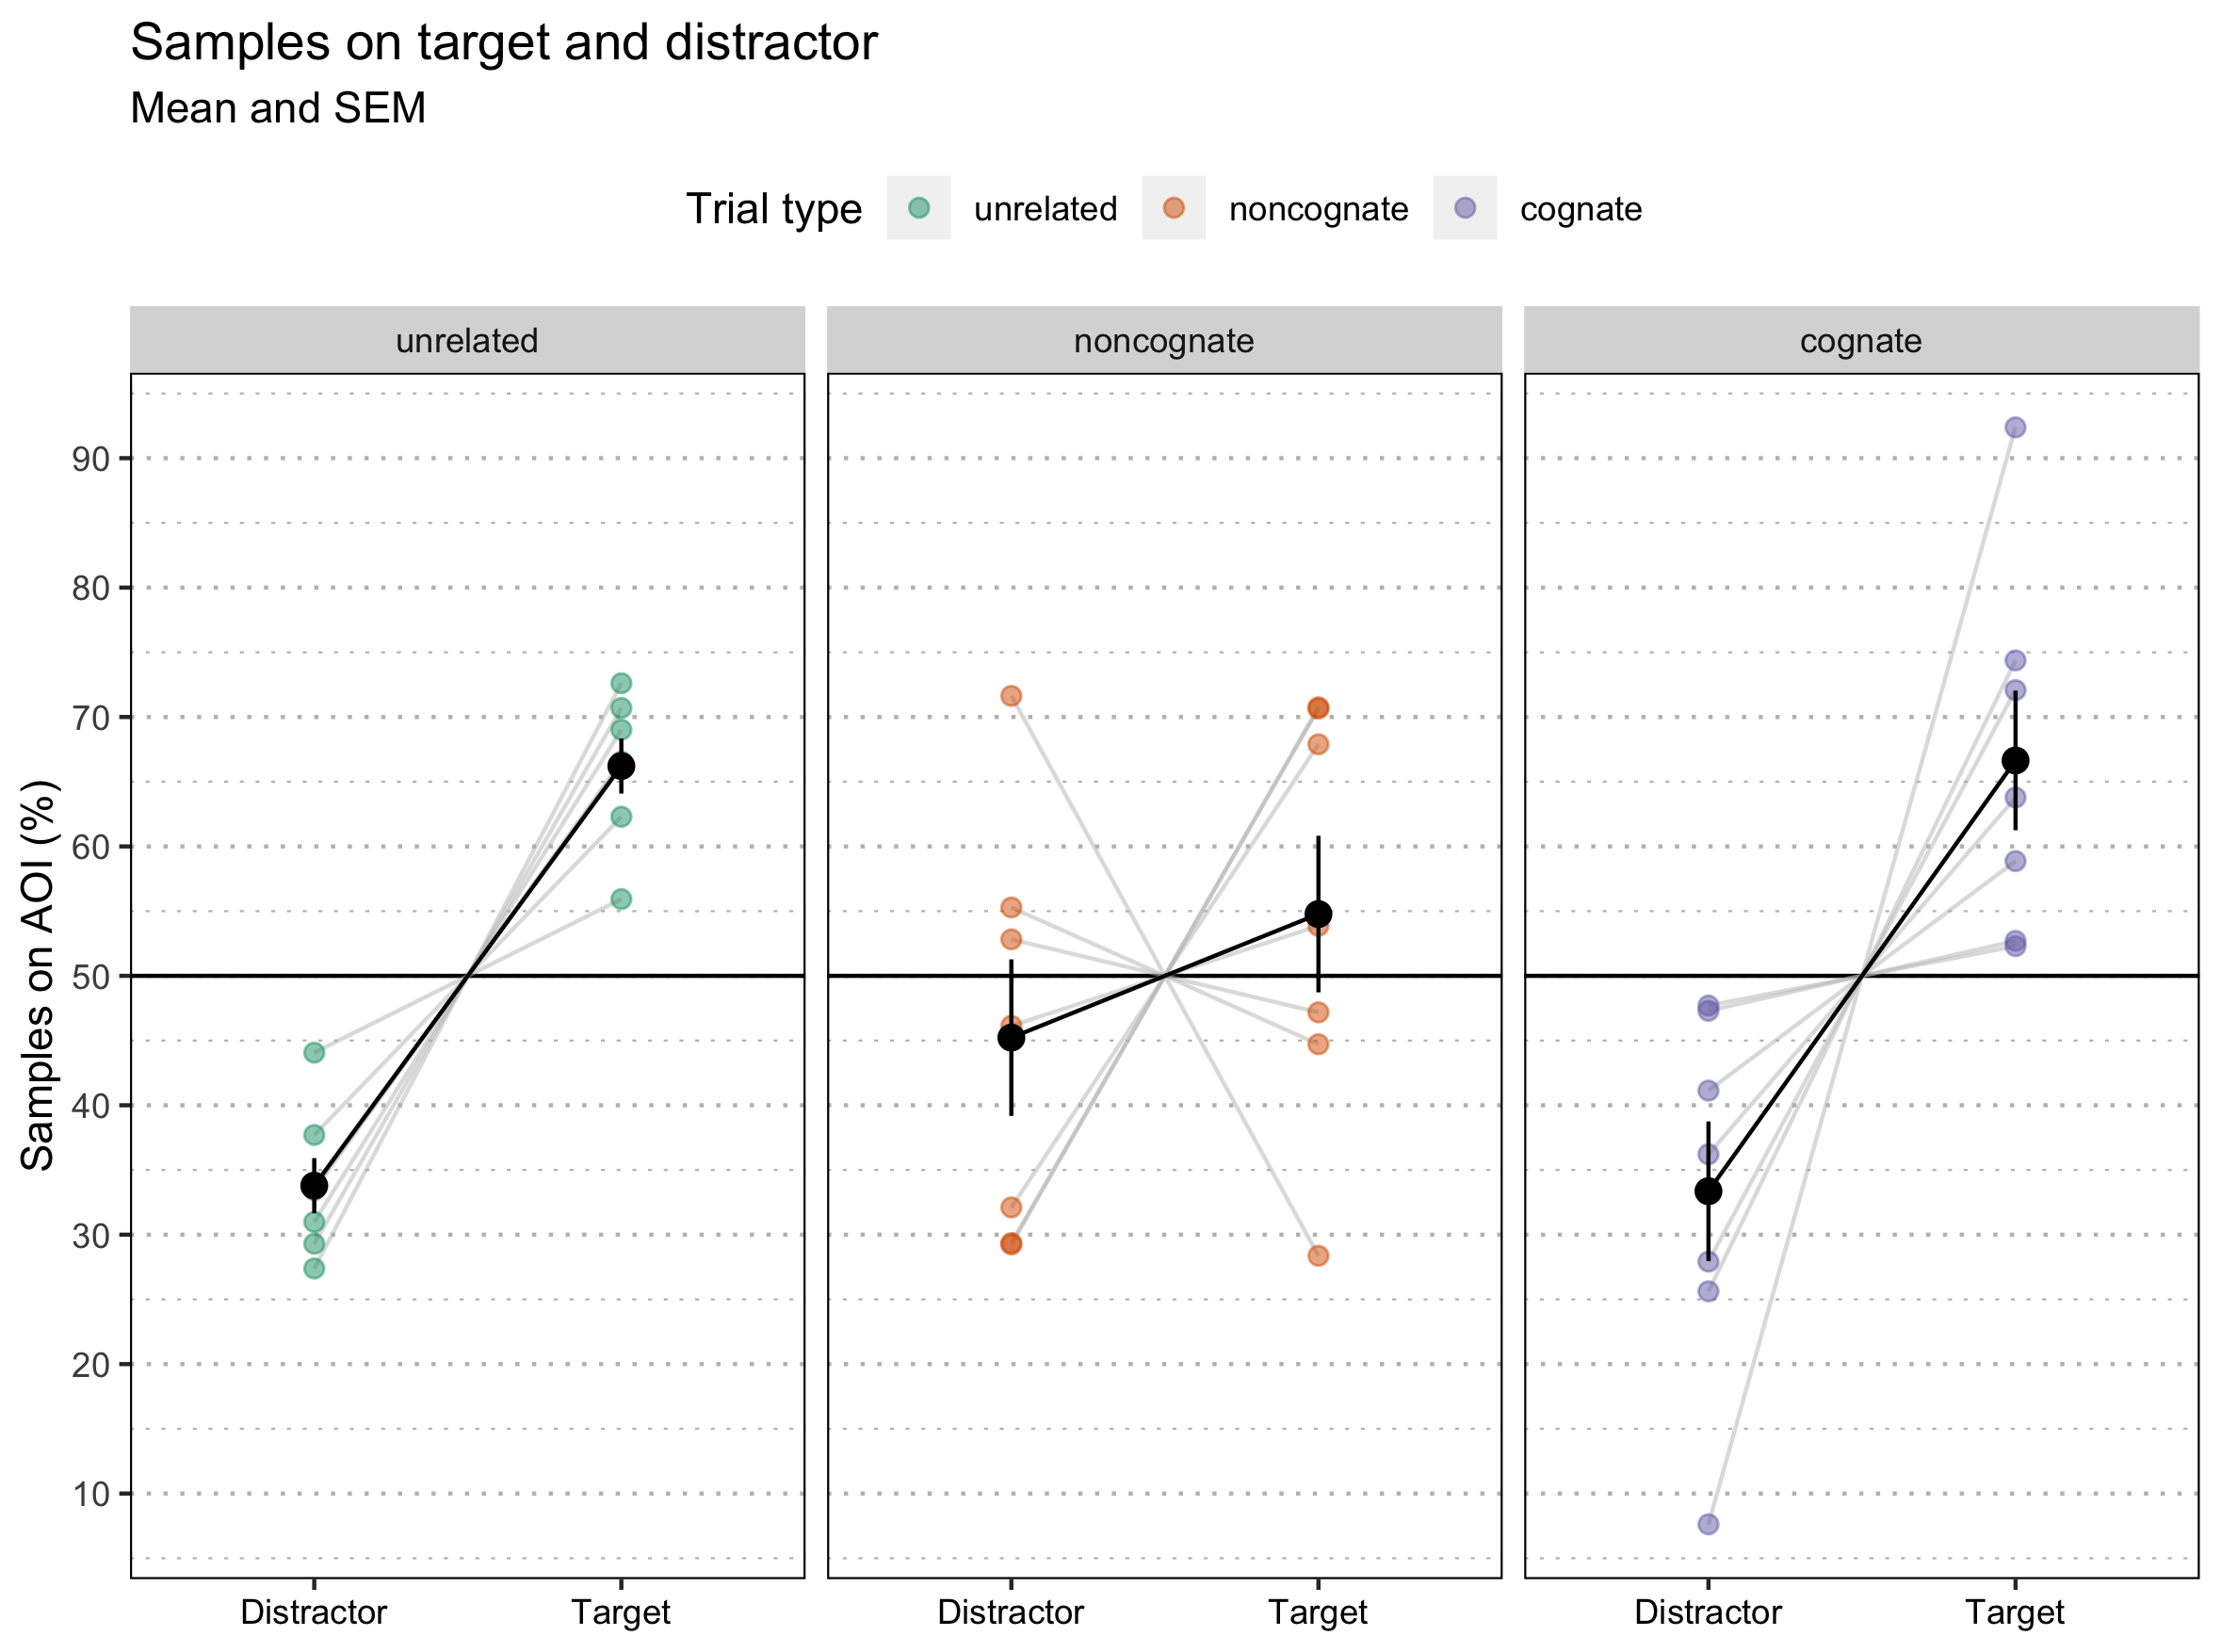 Samples on target and distractor
Mean and SEM
Trial type unrelated noncognate cognate
unrelated noncognate cognate
Samples on AOI (%)
90
80
70
60
50
40
30
20
10
Distractor Target Distractor Target Distractor Target